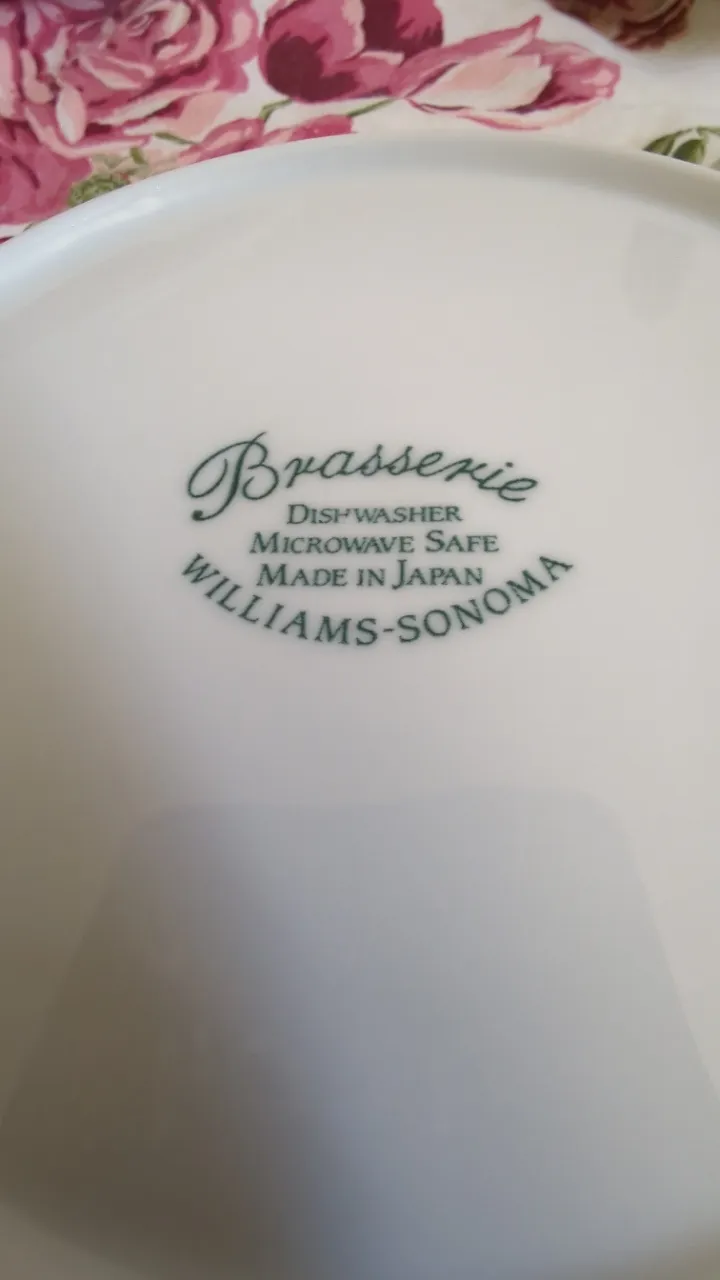 Brasserie
DISHWASHER
MICROWAVE SAFE
MADE IN JAPAN
WILLIAMS-SONOMA